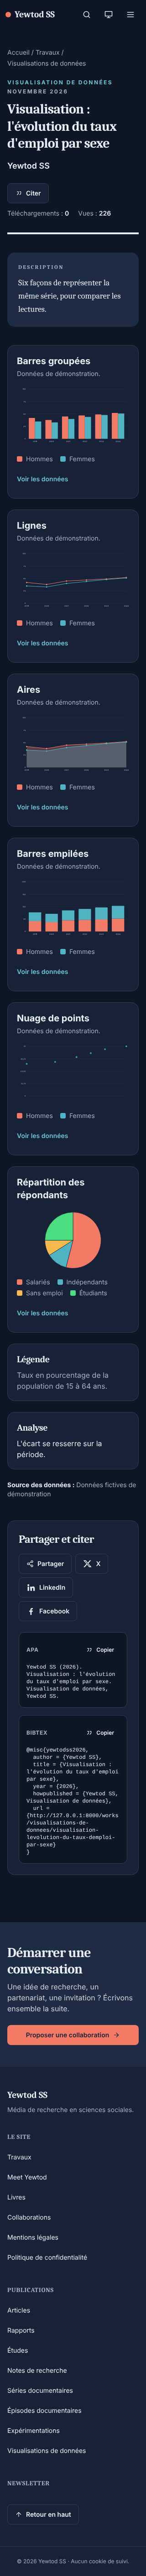 Yewtod SS
Accueil / Travaux /
Visualisations de données
VISUALISATION DE DONNÉES
NOVEMBRE 2026
Visualisation :
l'évolution du taux
d'emploi par sexe
Yewtod SS
Citer
Téléchargements : 0 Vues : 226
DESCRIPTION
Six façons de représenter la
même série, pour comparer les
lectures.
Barres groupées
Données de démonstration.
Hommes Femmes
Voir les données
Lignes
Données de démonstration.
Hommes Femmes
Voir les données
Aires
Données de démonstration.
Hommes Femmes
Voir les données
Barres empilées
Données de démonstration.
Hommes Femmes
Voir les données
Nuage de points
Données de démonstration.
Hommes Femmes
Voir les données
Répartition des
répondants
Salariés Indépendants
Sans emploi Étudiants
Voir les données
Légende
Taux en pourcentage de la
population de 15 à 64 ans.
Analyse
L'écart se resserre sur la
période.
Source des données : Données fictives de
démonstration
Partager et citer
Partager X
LinkedIn
Facebook
APA Copier
Yewtod SS (2026).
Visualisation : l'évolution
du taux d'emploi par sexe.
Visualisation de données,
Yewtod SS.
BIBTEX Copier
@misc{yewtodss2026,
author = {Yewtod SS},
title = {Visualisation :
l'évolution du taux d'emploi
par sexe},
year = {2026},
howpublished = {Yewtod SS,
Visualisation de données},
url =
{http://127.0.0.1:8000/works
/visualisations-de-
donnees/visualisation-
levolution-du-taux-demploi-
par-sexe}
}
Démarrer une
conversation
Une idée de recherche, un
partenariat, une invitation ? Écrivons
ensemble la suite.
Proposer une collaboration →
Yewtod SS
Média de recherche en sciences sociales.
LE SITE
Travaux
Meet Yewtod
Livres
Collaborations
Mentions légales
Politique de confidentialité
PUBLICATIONS
Articles
Rapports
Études
Notes de recherche
Séries documentaires
Épisodes documentaires
Expérimentations
Visualisations de données
NEWSLETTER
↑ Retour en haut
© 2026 Yewtod SS · Aucun cookie de suivi.